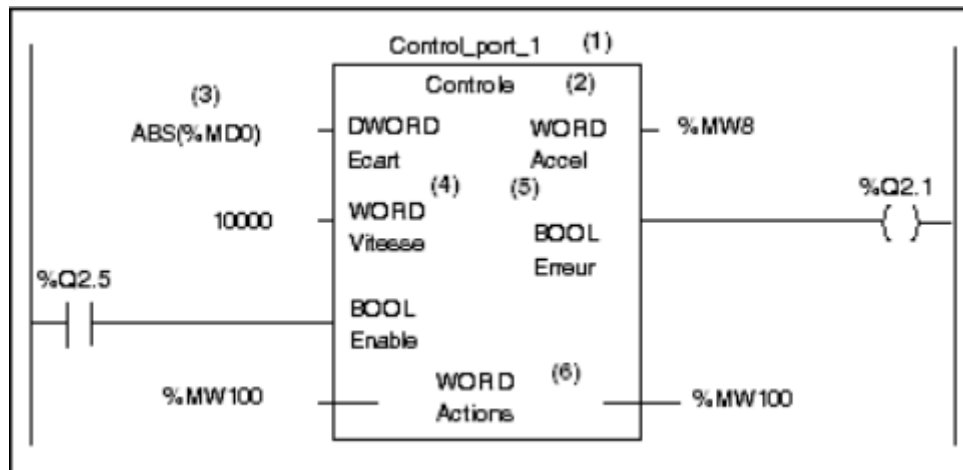 Control_port_1 (1)
Controle (2)
(3)
ABS(%MD0)
DWORD
Ecart
WORD
Accel
%MW8
(4)
(5)
10000
WORD
Vitesse
BOOL
Erreur
%Q2.1
%Q2.5
BOOL
Enable
%MW100
WORD (6)
Actions
%MW100